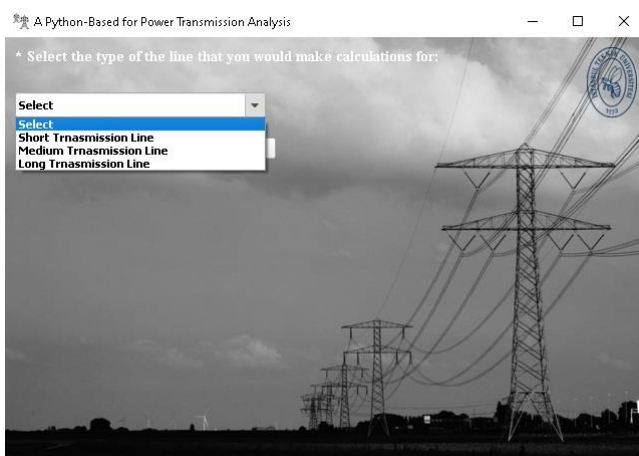 A Python-Based for Power Transmission Analysis
* Select the type of the line that you would make calculations for:
Select
Select
Short Trnasmission Line
Medium Trnasmission Line
Long Trnasmission Line